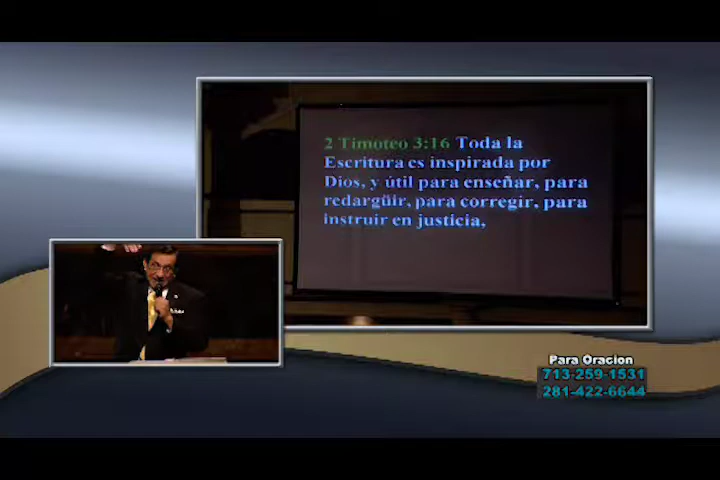 2 Timoteo 3:16 Toda la
Escritura es inspirada por
Dios, y útil para enseñar, para
redargüir, para corregir, para
instruir en justicia,
Para Oracion
713-259-1531
281-422-6644